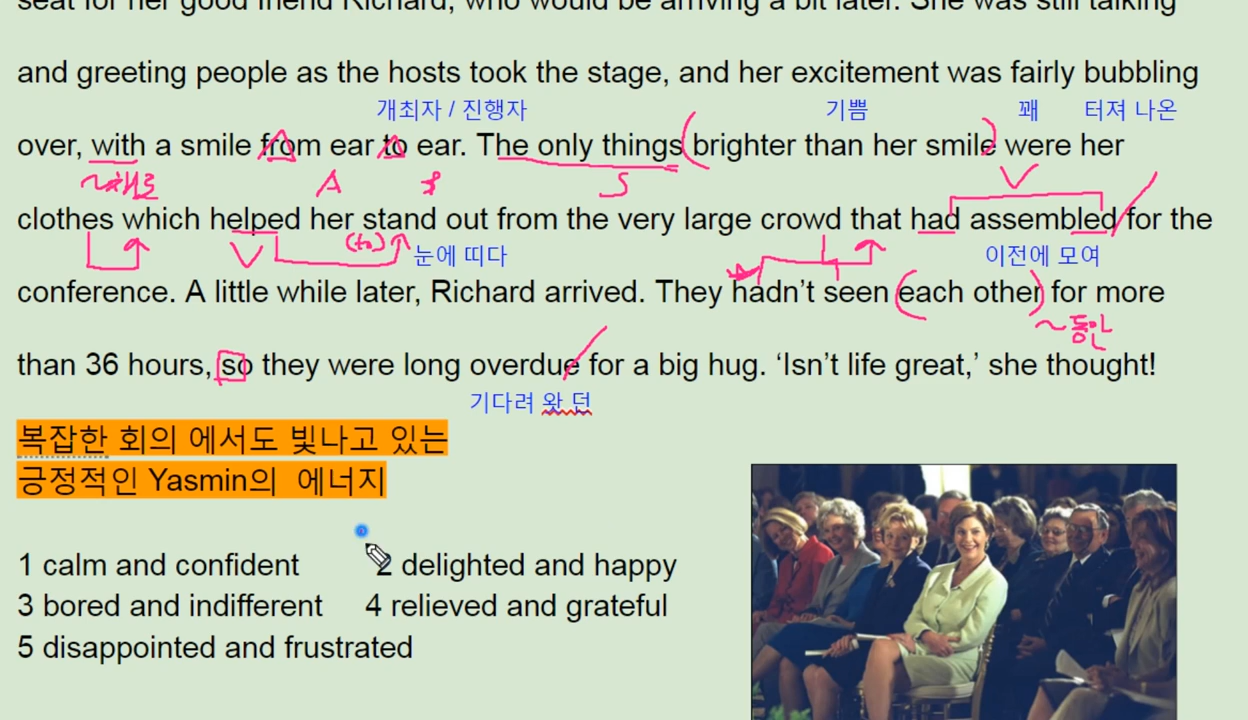 seat for her good friend Richard, who would be arriving a bit later. She was still talking
and greeting people as the hosts took the stage, and her excitement was fairly bubbling
개최자 / 진행자 기쁨 꽤 터져 나온
over, with a smile from ear to ear. The only things (brighter than her smile) were her
~채로 A B S V
clothes which helped her stand out from the very large crowd that had assembled / for the
V (to) 눈에 띠다 이전에 모여
conference. A little while later, Richard arrived. They hadn’t seen (each other) for more
~동안
than 36 hours, so they were long overdue / for a big hug. ‘Isn’t life great,’ she thought!
기다려 왓 던
복잡한 회의 에서도 빛나고 있는
긍정적인 Yasmin의 에너지
1 calm and confident 2 delighted and happy
3 bored and indifferent 4 relieved and grateful
5 disappointed and frustrated